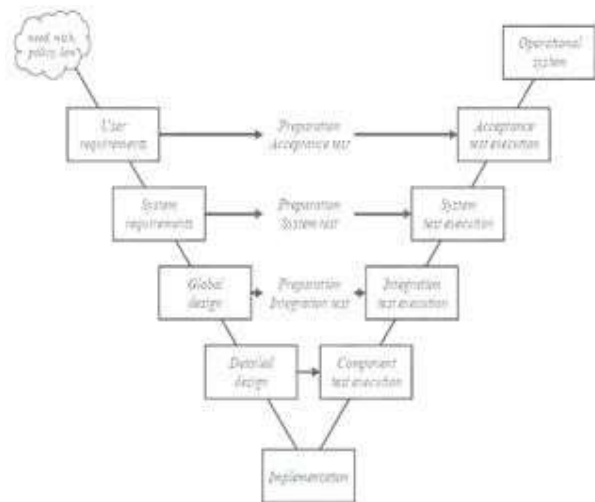 need, wish,
policy, law
Operational
system
User
requirements
Preparation
Acceptance test
Acceptance
test execution
System
requirements
Preparation
System test
System
test execution
Global
design
Preparation
Integration test
Integration
test execution
Detailed
design
Component
test execution
Implementation